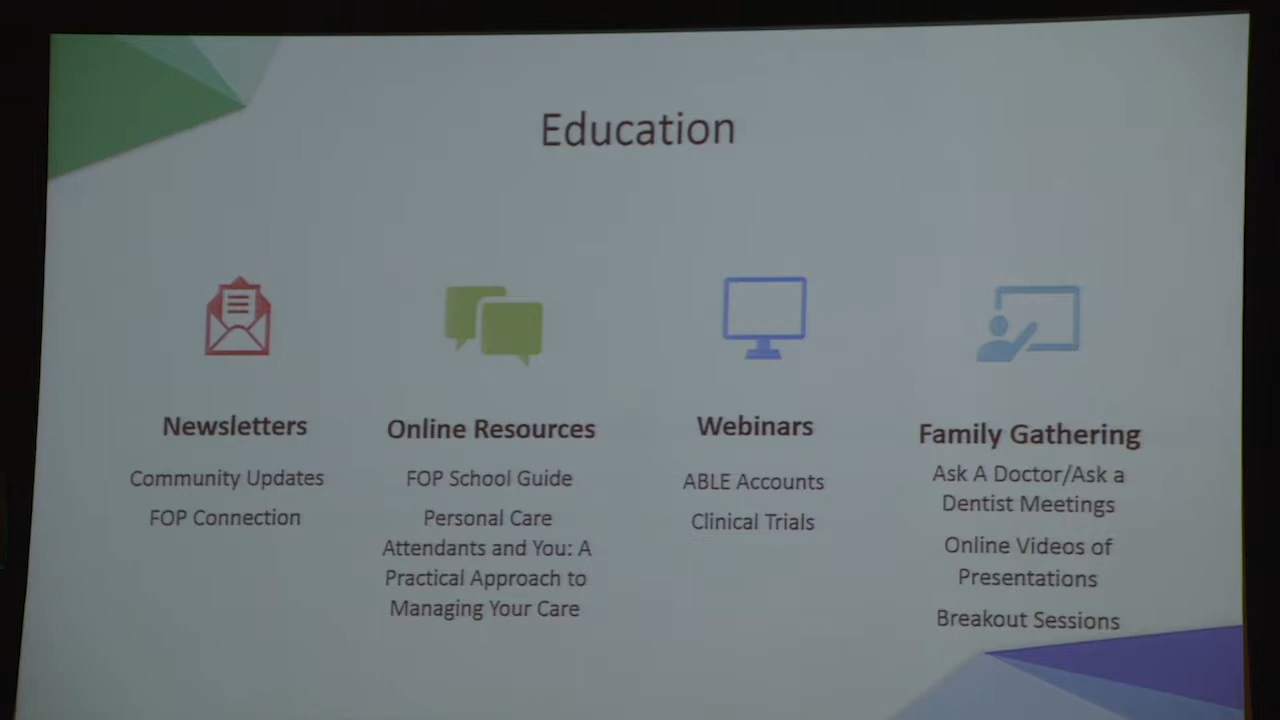 Education
Newsletters
Community Updates
FOP Connection
Online Resources
FOP School Guide
Personal Care
Attendants and You: A
Practical Approach to
Managing Your Care
Webinars
ABLE Accounts
Clinical Trials
Family Gathering
Ask A Doctor/Ask a
Dentist Meetings
Online Videos of
Presentations
Breakout Sessions